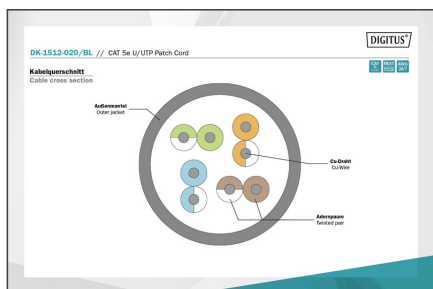 DIGITUS®
DK-1512-020/BL // CAT 5e U/UTP Patch Cord
Kabelquerschnitt
Cable cross section
Außenmantel
Outer jacket
Cu-Draht
Cu-Wire
Aderpaare
Twisted pair